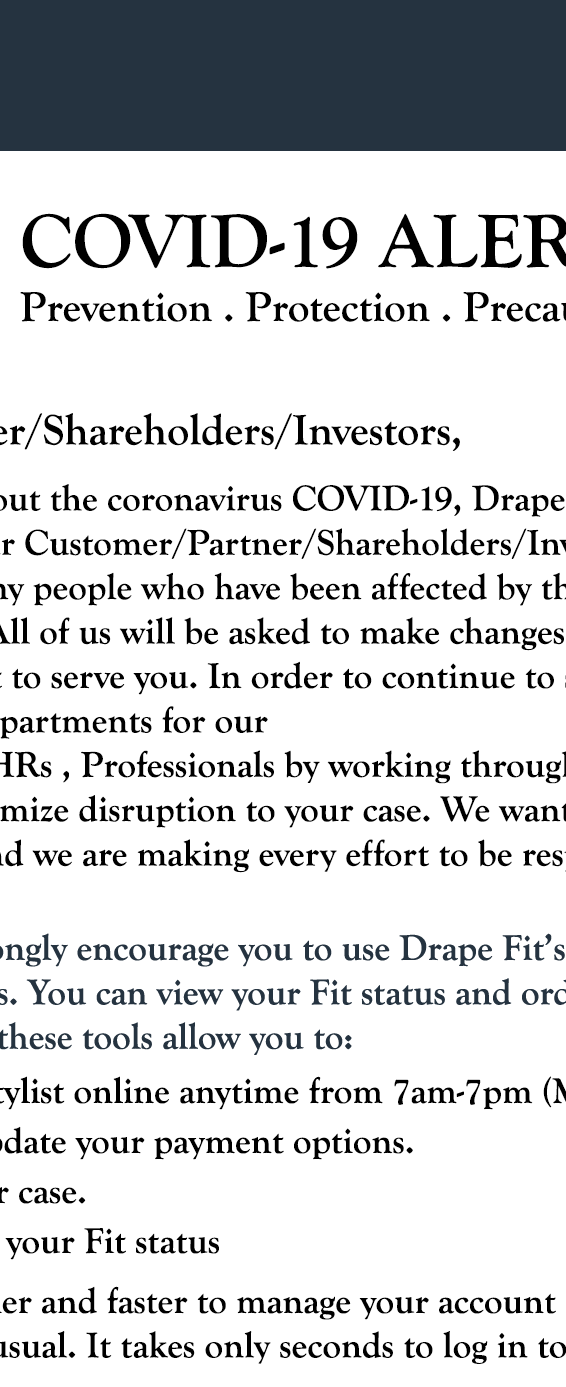 COVID-19 ALER
Prevention . Protection . Precau
er/Shareholders/Investors,
out the coronavirus COVID-19, Drape
r Customer/Partner/Shareholders/Inv
ny people who have been affected by th
All of us will be asked to make changes
t to serve you. In order to continue to s
partments for our
HRs , Professionals by working through
mize disruption to your case. We want
nd we are making every effort to be resp
ongly encourage you to use Drape Fit’s
s. You can view your Fit status and ord
these tools allow you to:
tylist online anytime from 7am-7pm (M
pdate your payment options.
r case.
your Fit status
ier and faster to manage your account
usual. It takes only seconds to log in to